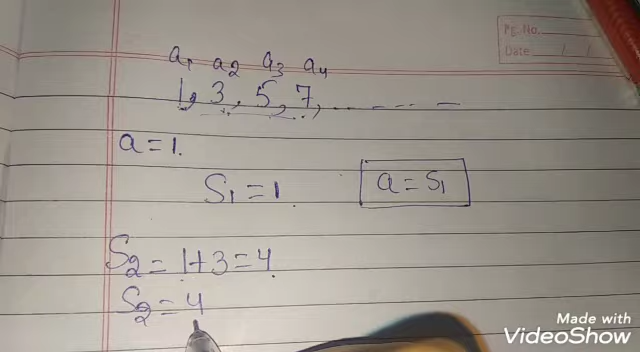 Pg. No.
Date / /
a1 a2 a3 a4
1, 3, 5, 7, - - - - - -
a = 1.
S1 = 1 a = S1
S2 = 1 + 3 = 4
S2 = 4
Made with
VideoShow